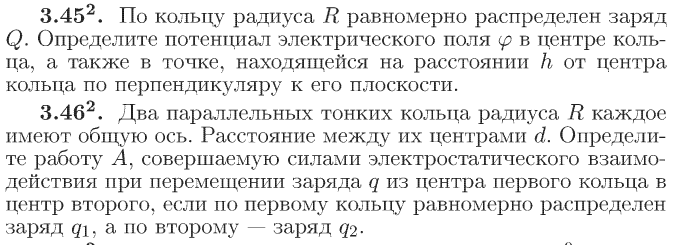 3.45². По кольцу радиуса R равномерно распределен заряд
Q. Определите потенциал электрического поля φ в центре коль-
ца, а также в точке, находящейся на расстоянии h от центра
кольца по перпендикуляру к его плоскости.
3.46². Два параллельных тонких кольца радиуса R каждое
имеют общую ось. Расстояние между их центрами d. Определи-
те работу A, совершаемую силами электростатического взаимо-
действия при перемещении заряда q из центра первого кольца в
центр второго, если по первому кольцу равномерно распределен
заряд q₁, а по второму — заряд q₂.